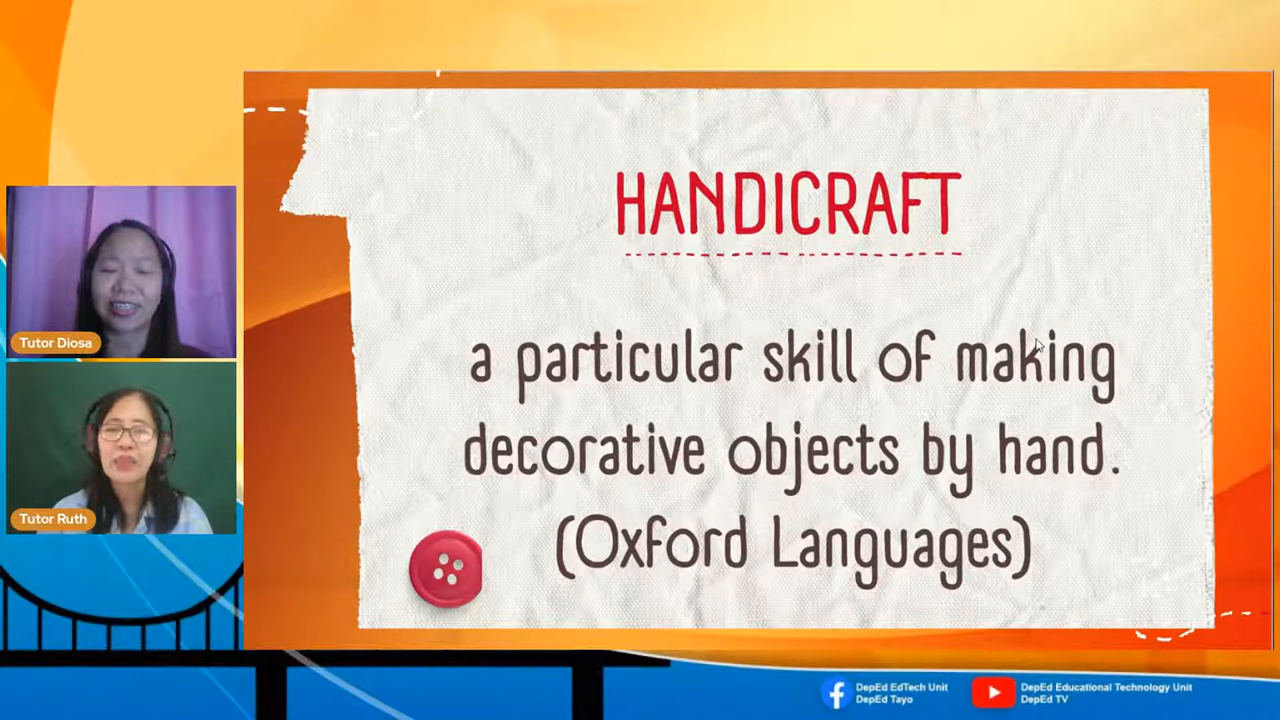 HANDICRAFT
a particular skill of making
decorative objects by hand.
(Oxford Languages)
Tutor Diosa
Tutor Ruth
DepEd EdTech Unit
DepEd Tayo
DepEd Educational Technology Unit
DepEd TV